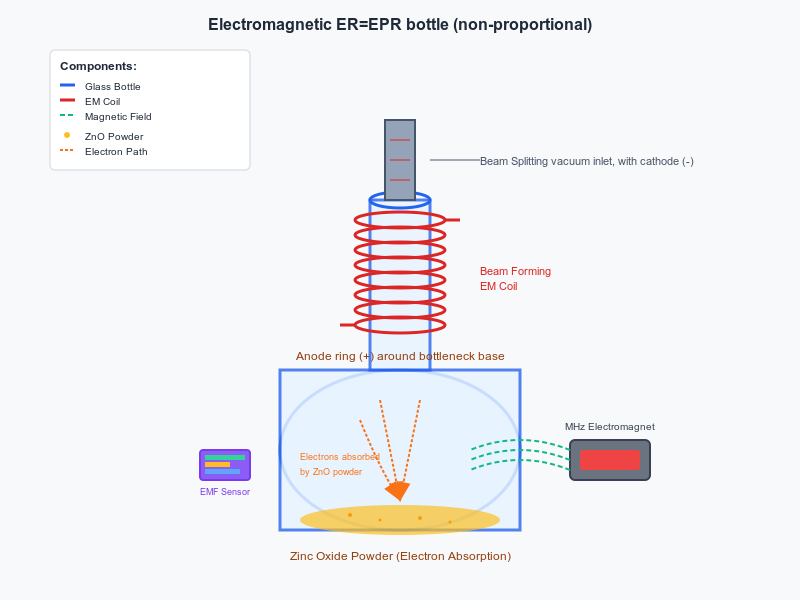 Electromagnetic ER=EPR bottle (non-proportional)
Components:
Glass Bottle
EM Coil
Magnetic Field
ZnO Powder
Electron Path
Beam Splitting vacuum inlet, with cathode (-)
Beam Forming
EM Coil
Anode ring (+) around bottleneck base
MHz Electromagnet
Electrons absorbed
by ZnO powder
EMF Sensor
Zinc Oxide Powder (Electron Absorption)